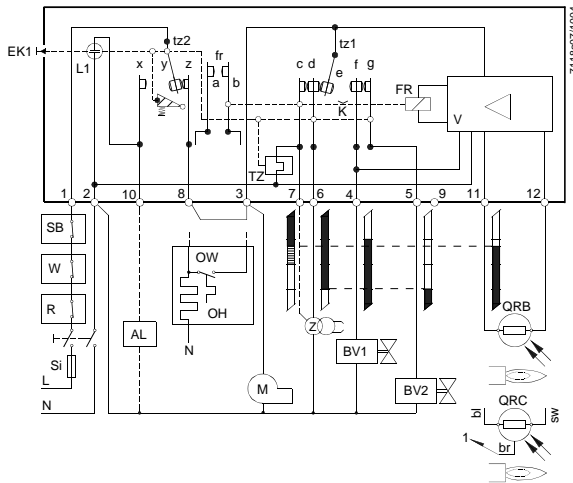 tz2
tz1
fr
EK1
L1
x
y
z
a
b
c
d
e
f
g
FR
K
V
M
TZ
1
2
10
8
3
7
6
4
5
9
11
12
SB
W
R
Si
L
N
AL
OW
OH
N
M
Z
BV1
BV2
QRB
QRC
bl
sw
br
1